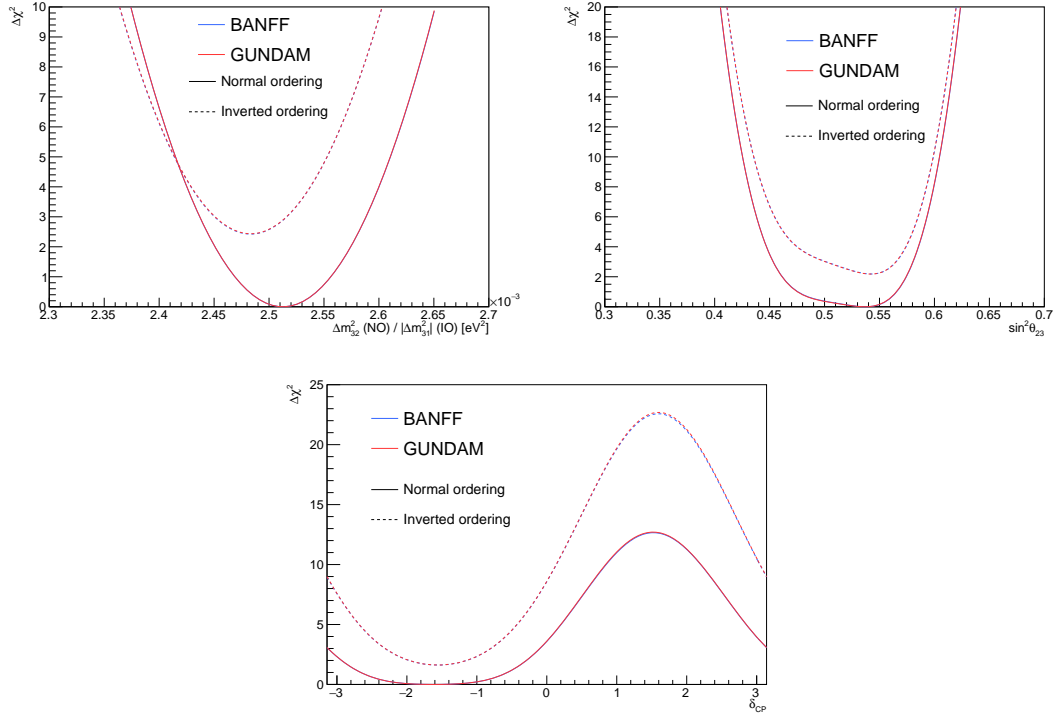 Δχ²
10
9
8
7
6
5
4
3
2
1
0
BANFF
GUNDAM
Normal ordering
Inverted ordering
2.3 2.35 2.4 2.45 2.5 2.55 2.6 2.65 2.7
×10⁻³
Δm²₃₂ (NO) / |Δm²₃₁| (IO) [eV²]
Δχ²
20
18
16
14
12
10
8
6
4
2
0
BANFF
GUNDAM
Normal ordering
Inverted ordering
0.3 0.35 0.4 0.45 0.5 0.55 0.6 0.65 0.7
sin²θ₂₃
Δχ²
25
20
15
10
5
0
BANFF
GUNDAM
Normal ordering
Inverted ordering
−3 −2 −1 0 1 2 3
δ_CP